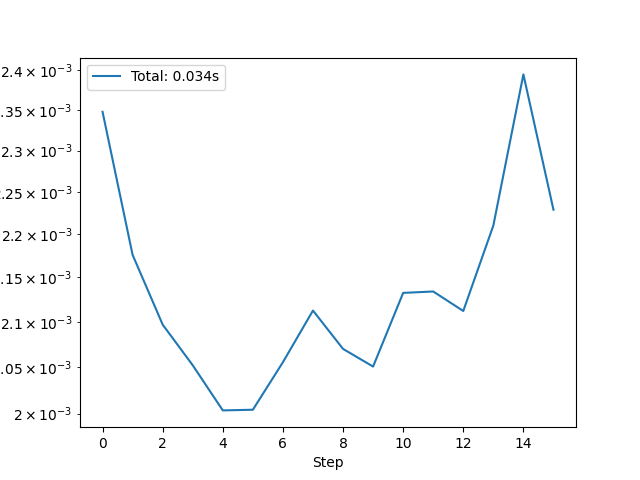 Total: 0.034s
2.4 × 10⁻³
.35 × 10⁻³
2.3 × 10⁻³
.25 × 10⁻³
2.2 × 10⁻³
.15 × 10⁻³
2.1 × 10⁻³
.05 × 10⁻³
2 × 10⁻³
0 2 4 6 8 10 12 14
Step